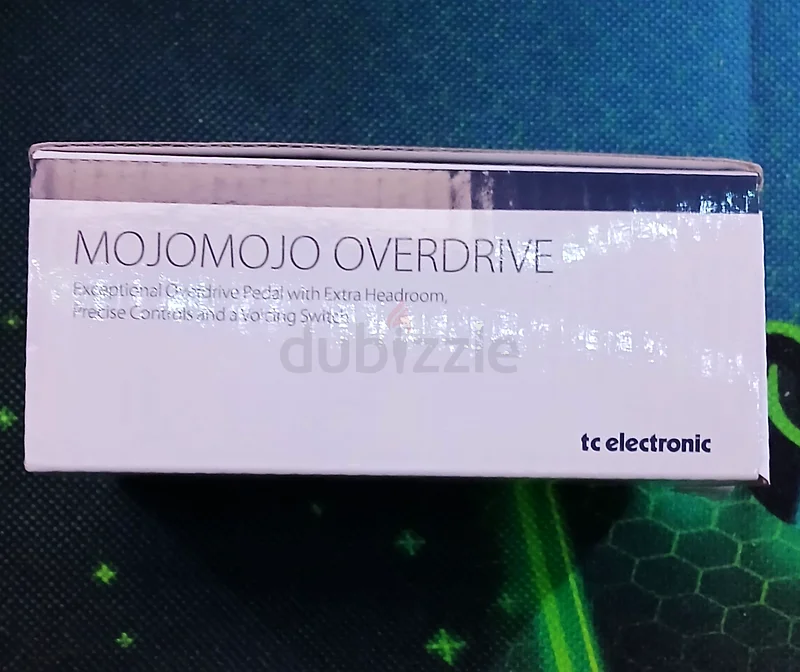 MOJOMOJO OVERDRIVE
Exceptional Overdrive Pedal with Extra Headroom,
Precise Controls and a Voicing Switch
dubizzle
tc electronic